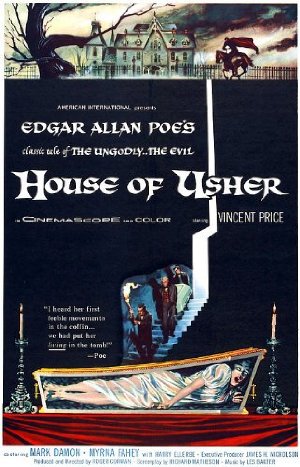 AMERICAN INTERNATIONAL presents
EDGAR ALLAN POE'S
classic tale of THE UNGODLY..THE EVIL
HOUSE OF USHER
IN CINEMASCOPE AND COLOR starring VINCENT PRICE
"I heard her first
feeble movements
in the coffin...
we had put her
living in the tomb!"
—Poe
co-starring MARK DAMON · MYRNA FAHEY with HARRY ELLERBE · Executive Producer JAMES H. NICHOLSON
Produced and Directed by ROGER CORMAN · Screenplay by RICHARD MATHESON · Music by LES BAXTER